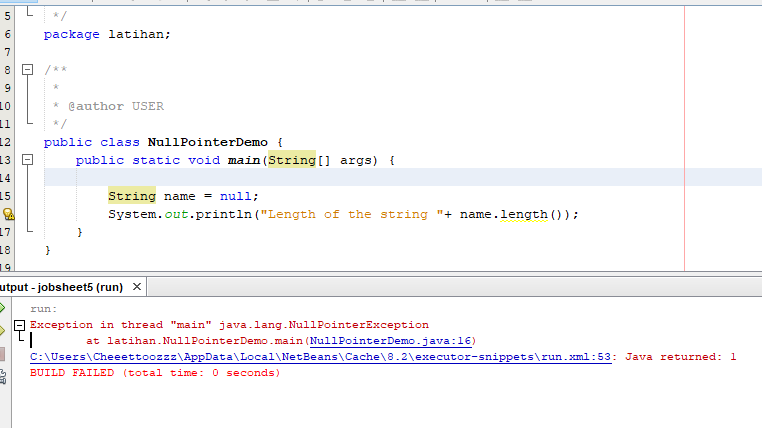 5 */
6 package latihan;
7
8 /**
9 *
10 * @author USER
11 */
12 public class NullPointerDemo {
13 public static void main(String[] args) {
14
15 String name = null;
System.out.println("Length of the string "+ name.length());
17 }
18 }
19
utput - jobsheet5 (run) ×
run:
Exception in thread "main" java.lang.NullPointerException
at latihan.NullPointerDemo.main(NullPointerDemo.java:16)
C:\Users\Cheeettoozzz\AppData\Local\NetBeans\Cache\8.2\executor-snippets\run.xml:53: Java returned: 1
BUILD FAILED (total time: 0 seconds)